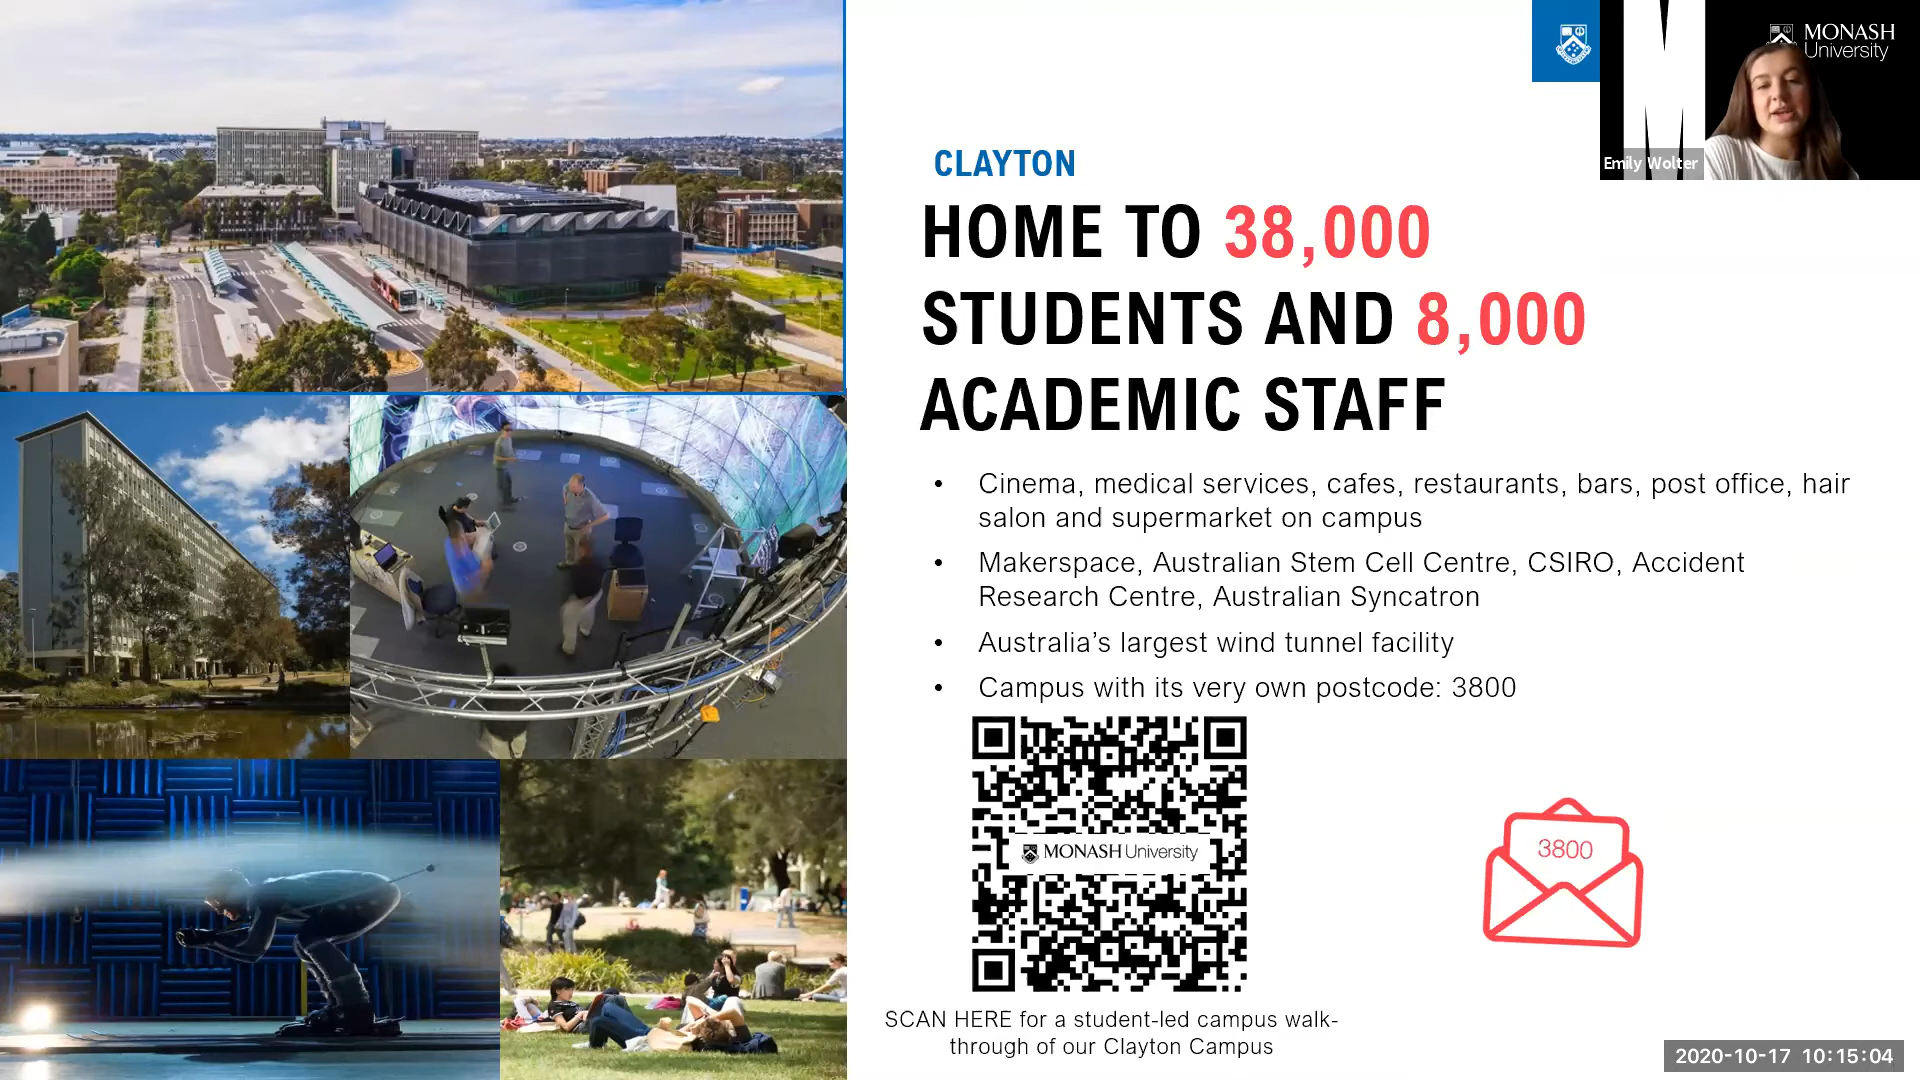 MONASH
University
Emily Wolter
CLAYTON
HOME TO 38,000
STUDENTS AND 8,000
ACADEMIC STAFF
• Cinema, medical services, cafes, restaurants, bars, post office, hair
salon and supermarket on campus
• Makerspace, Australian Stem Cell Centre, CSIRO, Accident
Research Centre, Australian Syncatron
• Australia’s largest wind tunnel facility
• Campus with its very own postcode: 3800
MONASH University
3800
SCAN HERE for a student-led campus walk-
through of our Clayton Campus
2020-10-17 10:15:04